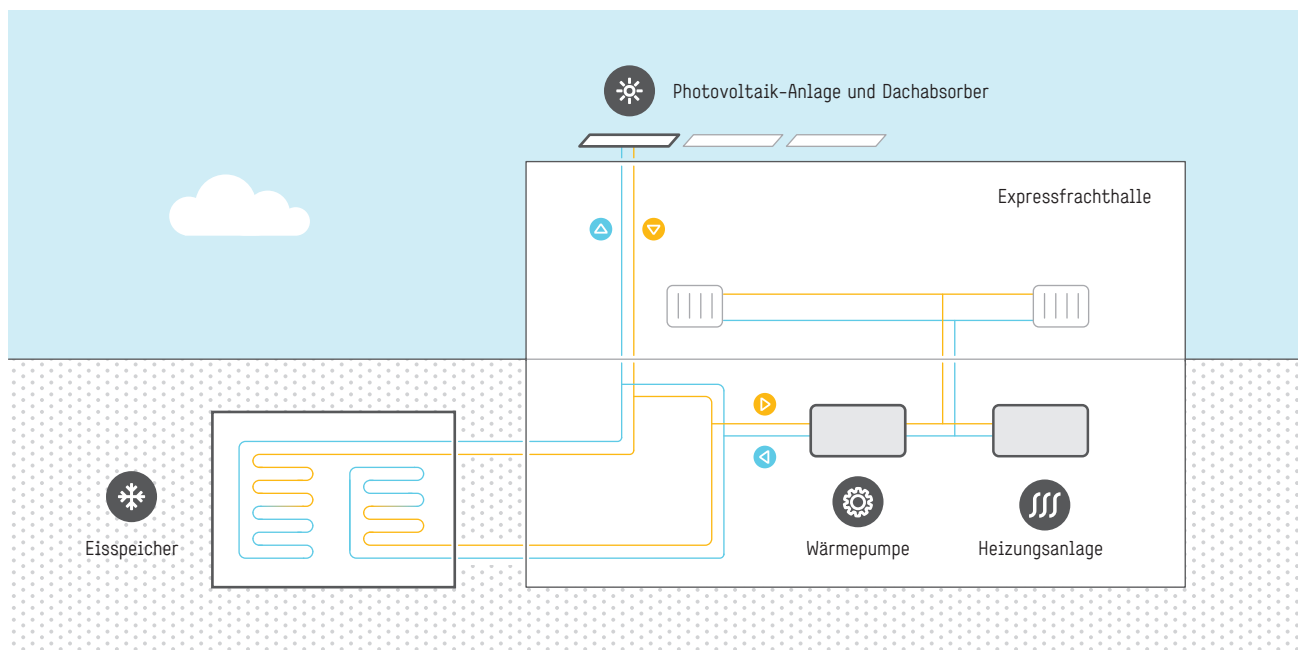 Photovoltaik-Anlage und Dachabsorber
Expressfrachthalle
Eisspeicher
Wärmepumpe
Heizungsanlage